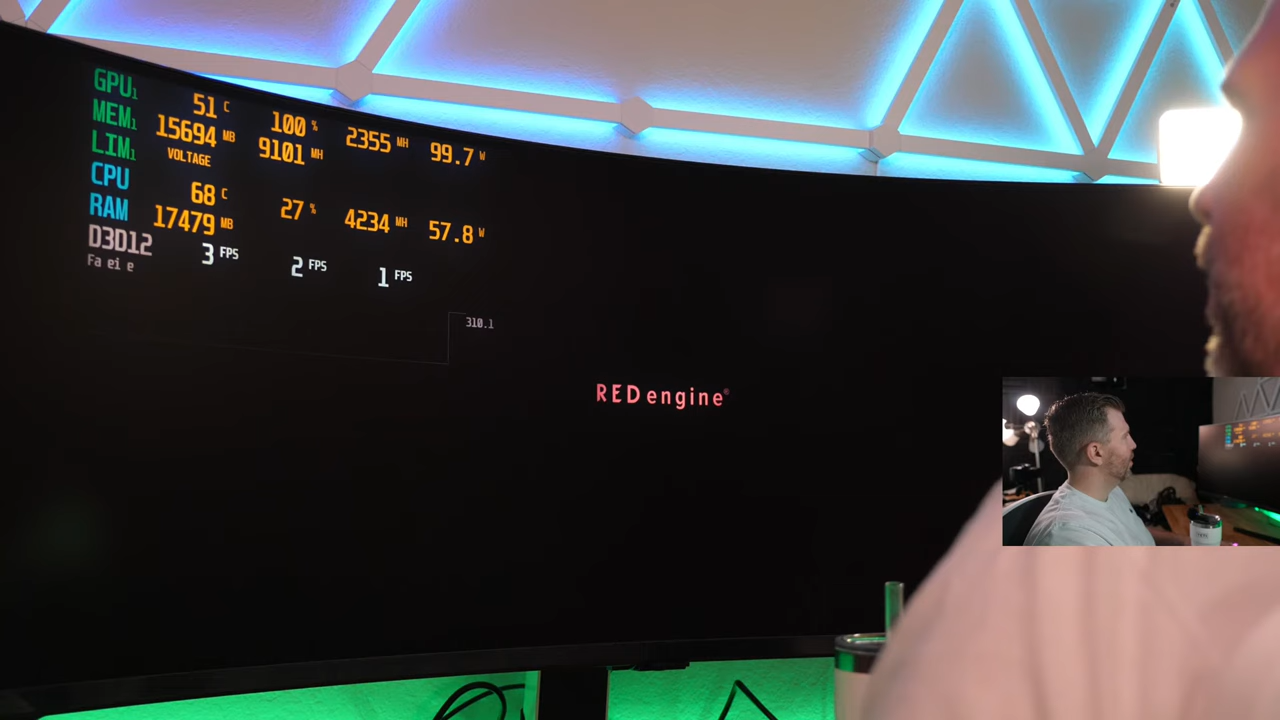 GPU1 51 C 100 % 2355 MH 99.7 W
MEM1 15694 MB 9101 MH
LIM1 VOLTAGE
CPU 68 C 27 % 4234 MH 57.8 W
RAM 17479 MB
D3D12 3 FPS 2 FPS 1 FPS
310.1
REDengine®